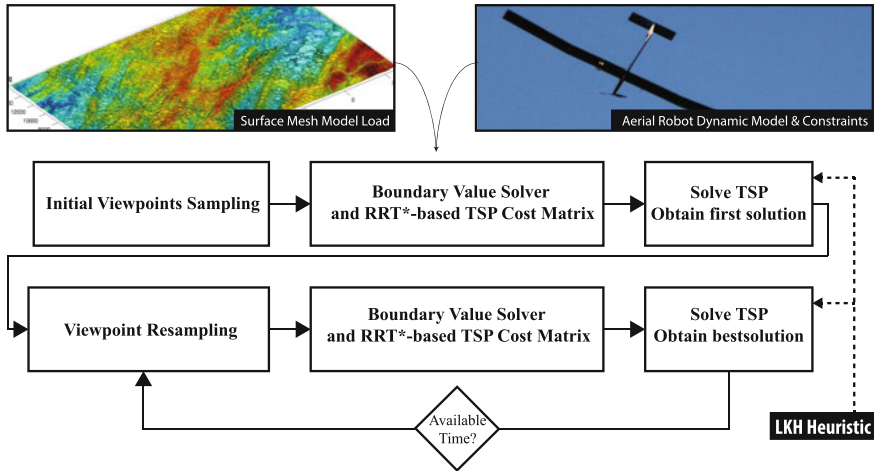 Surface Mesh Model Load
Aerial Robot Dynamic Model & Constraints
Initial Viewpoints Sampling
Boundary Value Solver
and RRT*-based TSP Cost Matrix
Solve TSP
Obtain first solution
Viewpoint Resampling
Boundary Value Solver
and RRT*-based TSP Cost Matrix
Solve TSP
Obtain bestsolution
Available
Time?
LKH Heuristic